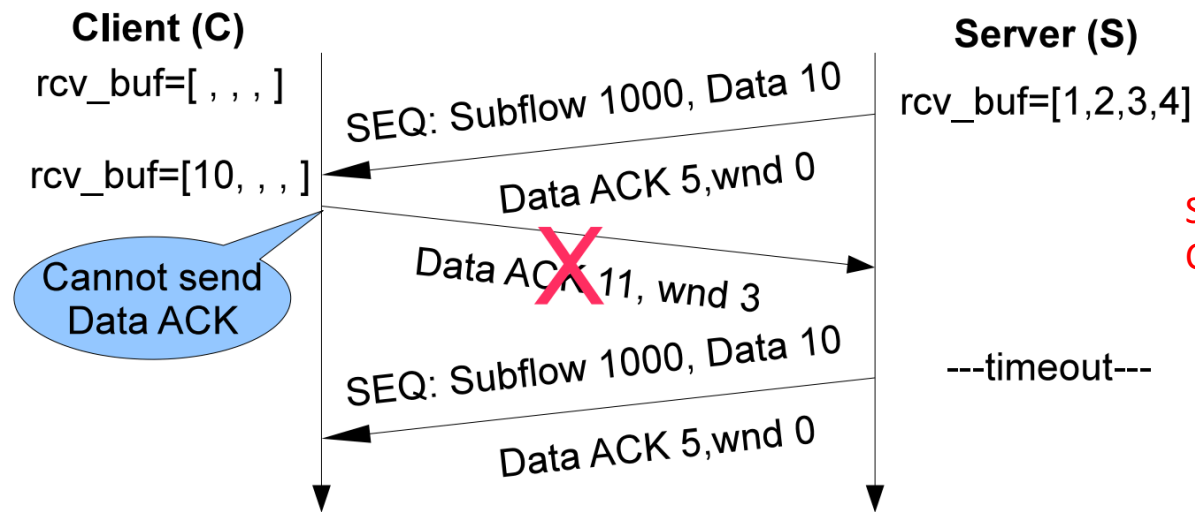 Client (C)
Server (S)
rcv_buf=[ , , , ]
SEQ: Subflow 1000, Data 10
rcv_buf=[1,2,3,4]
rcv_buf=[10, , , ]
Data ACK 5,wnd 0
Cannot send
Data ACK
Data ACK 11, wnd 3
SEQ: Subflow 1000, Data 10
---timeout---
Data ACK 5,wnd 0